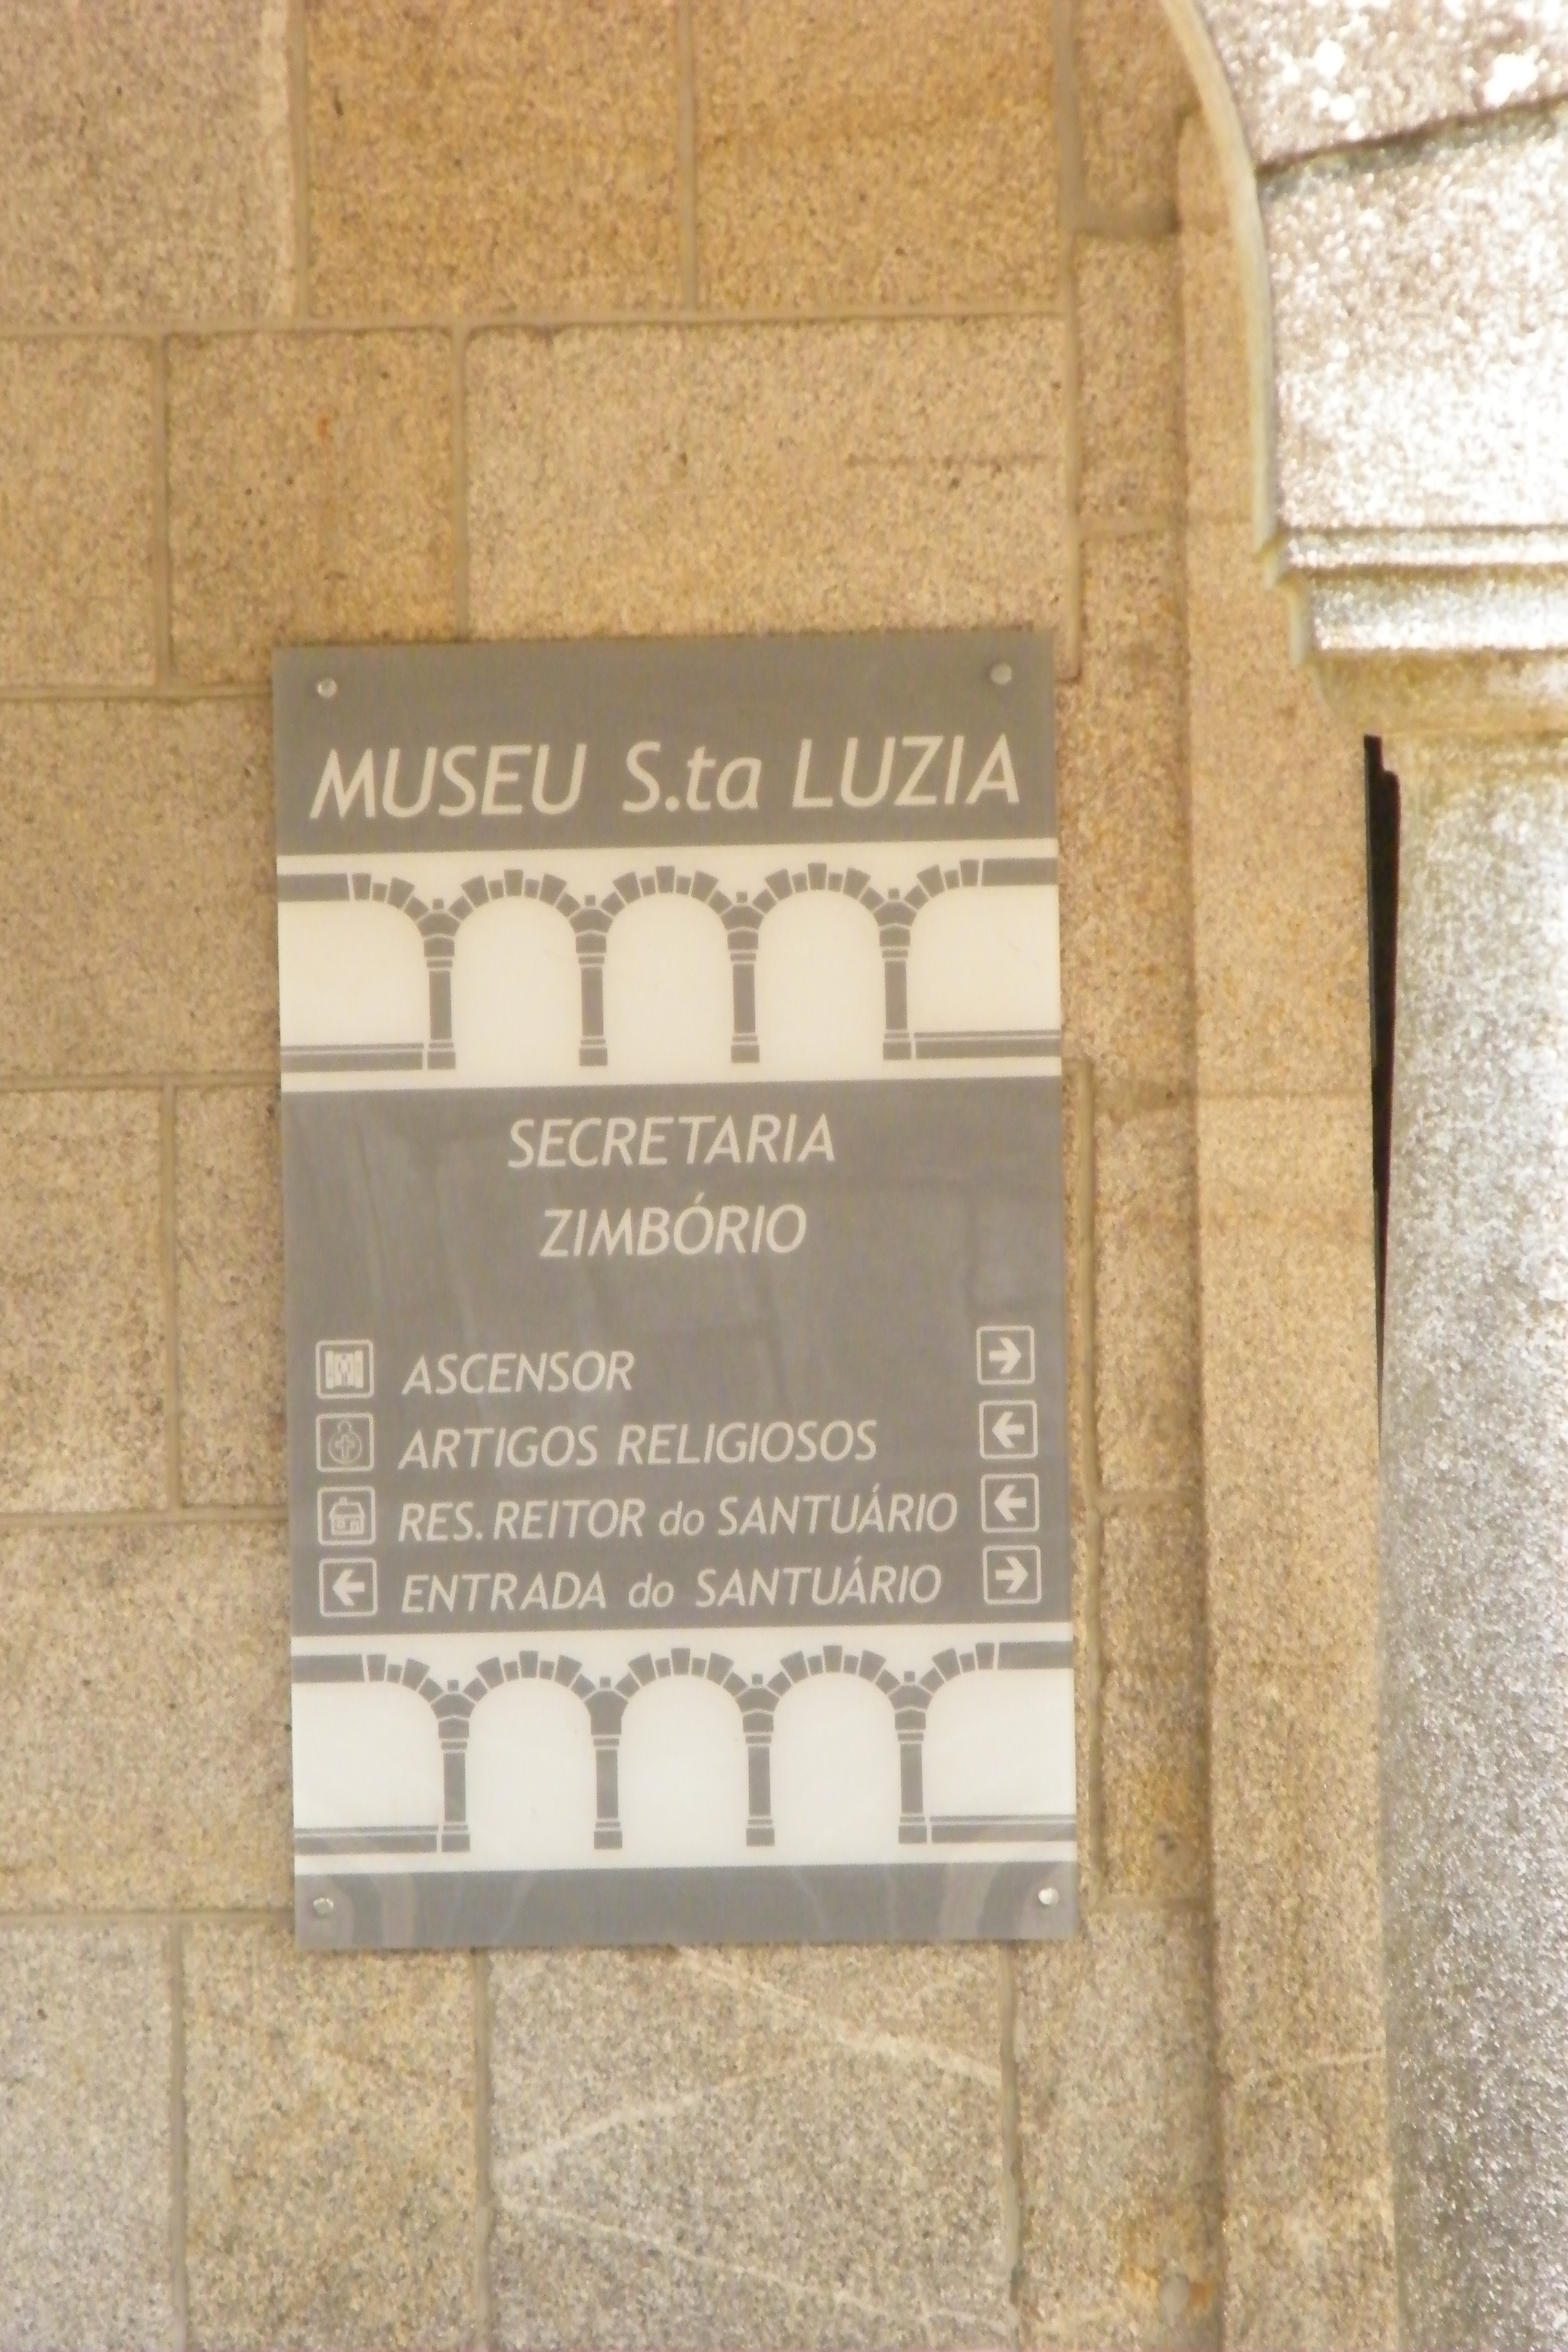 MUSEU S.ta LUZIA
SECRETARIA
ZIMBÓRIO
ASCENSOR
ARTIGOS RELIGIOSOS
RES. REITOR do SANTUÁRIO
ENTRADA do SANTUÁRIO